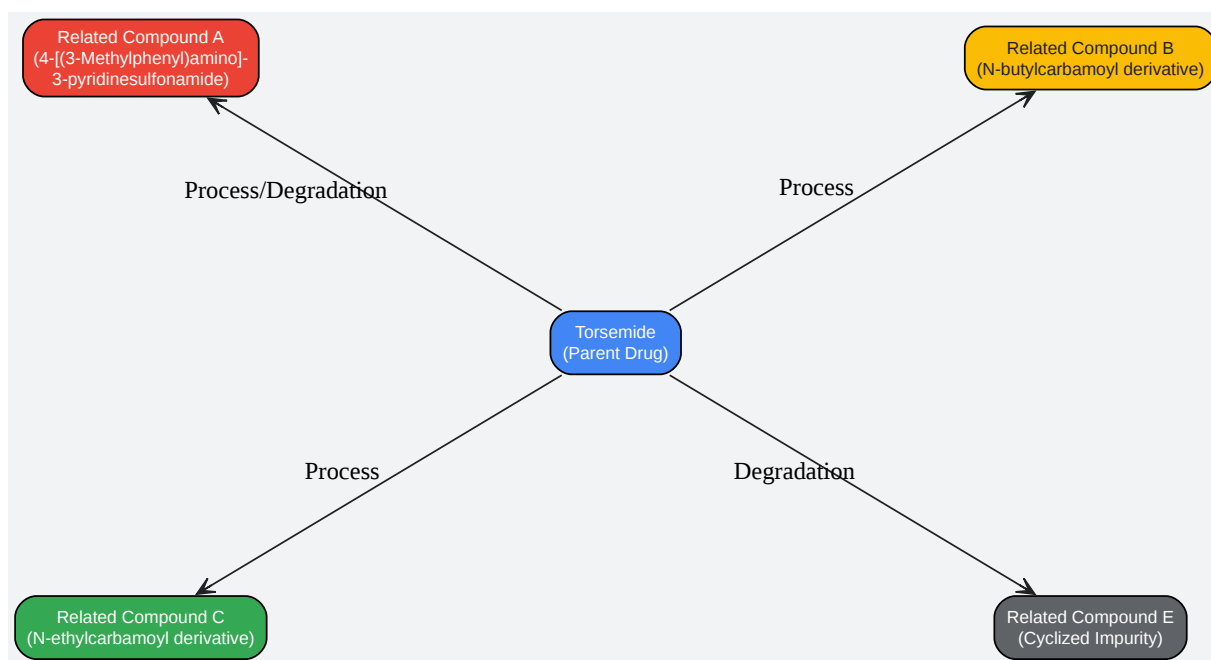 Related Compound A
(4-[(3-Methylphenyl)amino]-
3-pyridinesulfonamide)
Related Compound B
(N-butylcarbamoyl derivative)
Process/Degradation
Process
Torsemide
(Parent Drug)
Process
Degradation
Related Compound C
(N-ethylcarbamoyl derivative)
Related Compound E
(Cyclized Impurity)